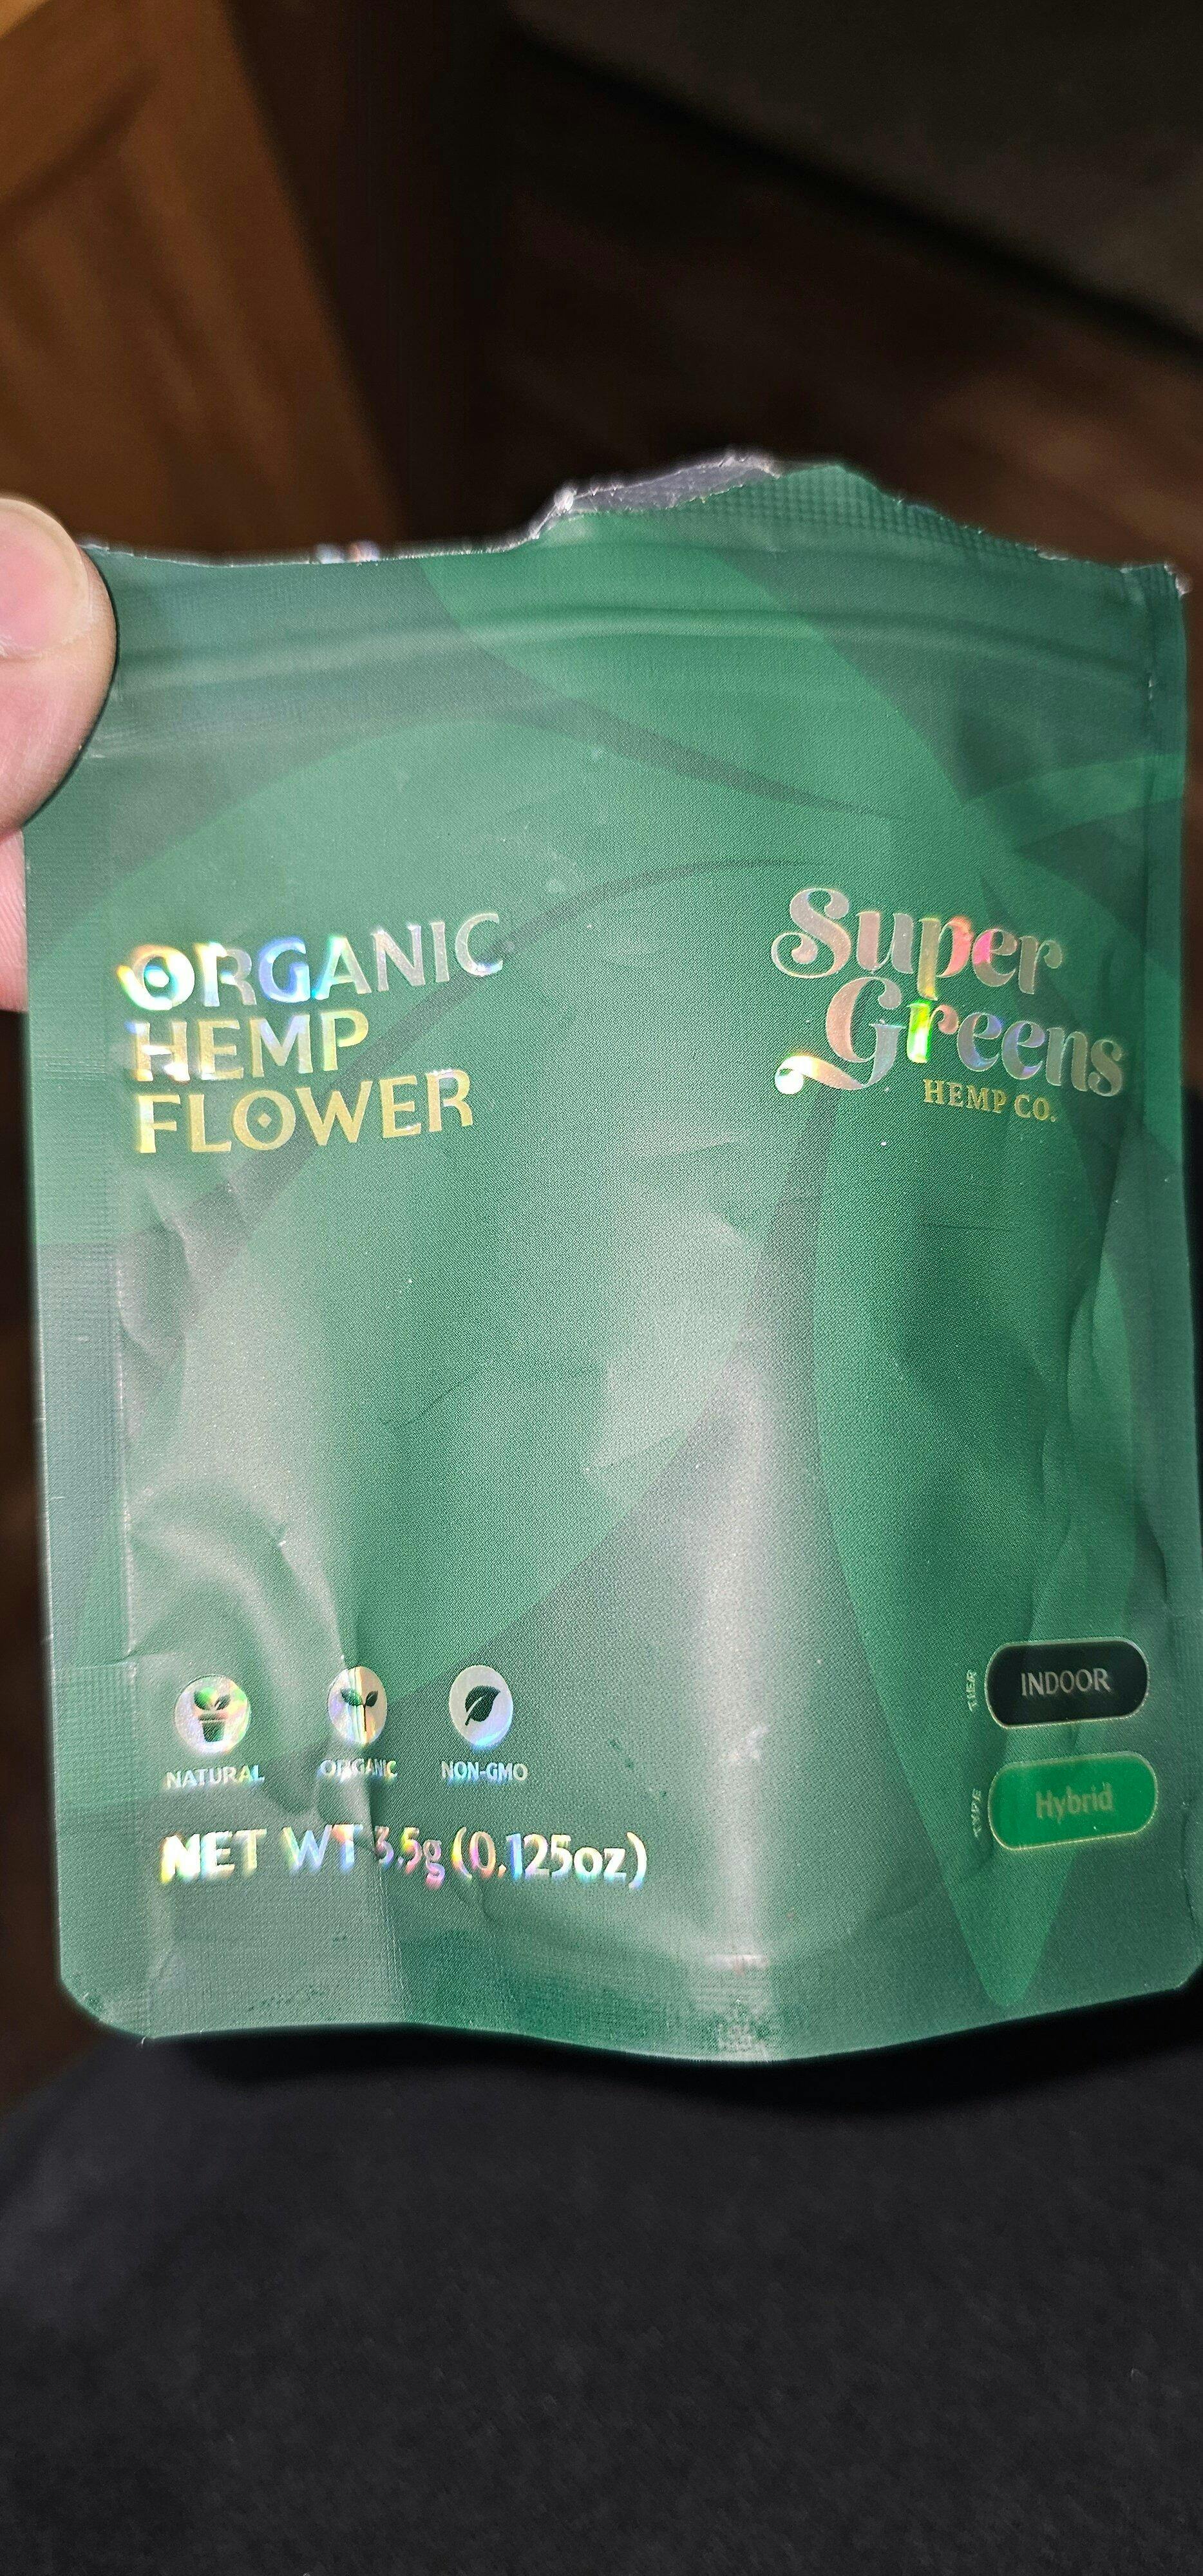 ORGANIC
HEMP
FLOWER
Super
Greens
HEMP CO.
TIER
INDOOR
TYPE
Hybrid
NATURAL
ORGANIC
NON-GMO
NET WT 3.5g (0.125oz)